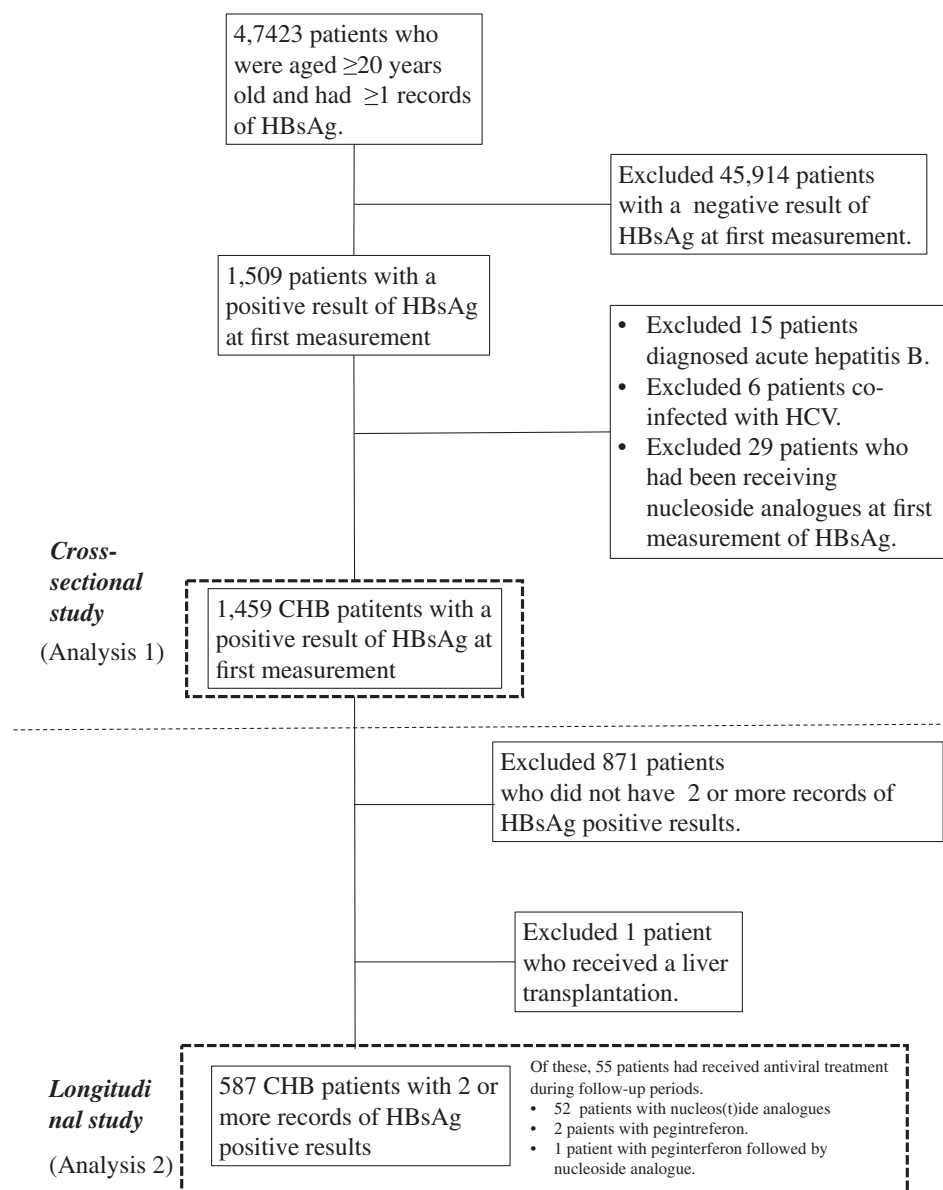 4,7423 patients who
were aged ≥20 years
old and had ≥1 records
of HBsAg.
Excluded 45,914 patients
with a negative result of
HBsAg at first measurement.
1,509 patients with a
positive result of HBsAg
at first measurement
• Excluded 15 patients
diagnosed acute hepatitis B.
• Excluded 6 patients co-
infected with HCV.
• Excluded 29 patients who
had been receiving
nucleoside analogues at first
measurement of HBsAg.
Cross-
sectional
study
(Analysis 1)
1,459 CHB patitents with a
positive result of HBsAg at
first measurement
Excluded 871 patients
who did not have 2 or more records of
HBsAg positive results.
Excluded 1 patient
who received a liver
transplantation.
Longitudi
nal study
(Analysis 2)
587 CHB patients with 2 or
more records of HBsAg
positive results
Of these, 55 patients had received antiviral treatment
during follow-up periods.
• 52 patients with nucleos(t)ide analogues
• 2 paients with pegintreferon.
• 1 patient with peginterferon followed by
nucleoside analogue.